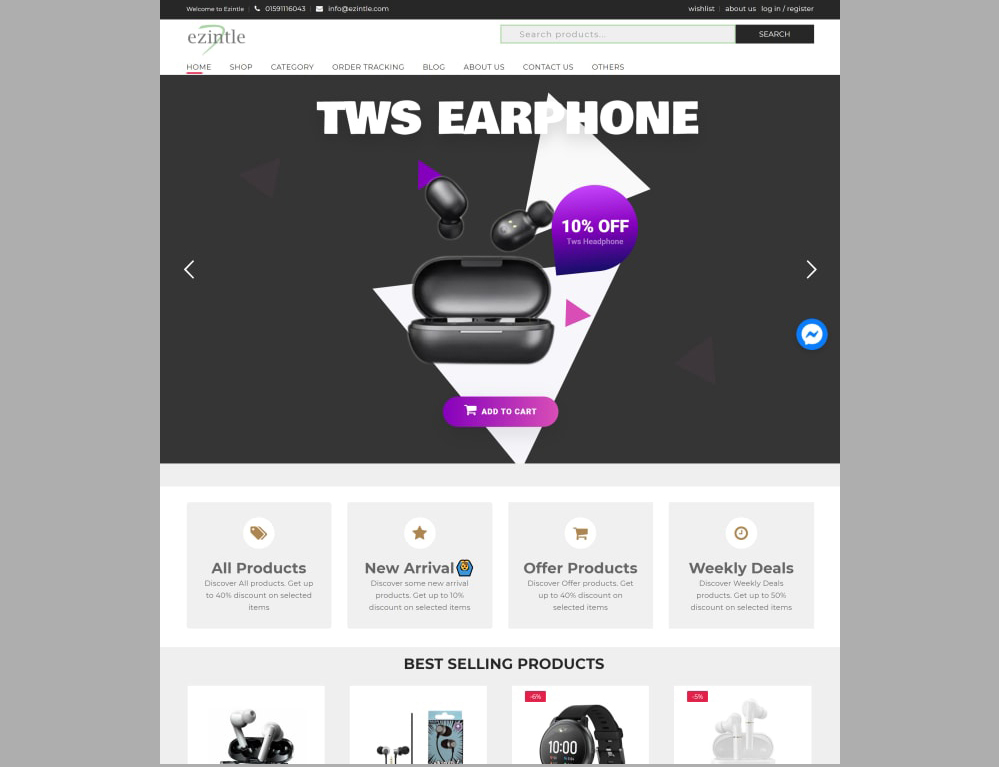 Welcome to Ezintle
01591116043
info@ezintle.com
wishlist
about us
log in / register
ezintle
Search products...
SEARCH
HOME
SHOP
CATEGORY
ORDER TRACKING
BLOG
ABOUT US
CONTACT US
OTHERS
TWS EARPHONE
10% OFF
Tws Headphone
ADD TO CART
All Products
Discover All products. Get up
to 40% discount on selected
items
New Arrival
Discover some new arrival
products. Get up to 10%
discount on selected items
Offer Products
Discover Offer products. Get
up to 40% discount on
selected items
Weekly Deals
Discover Weekly Deals
products. Get up to 50%
discount on selected items
BEST SELLING PRODUCTS
-6%
-5%
10:00